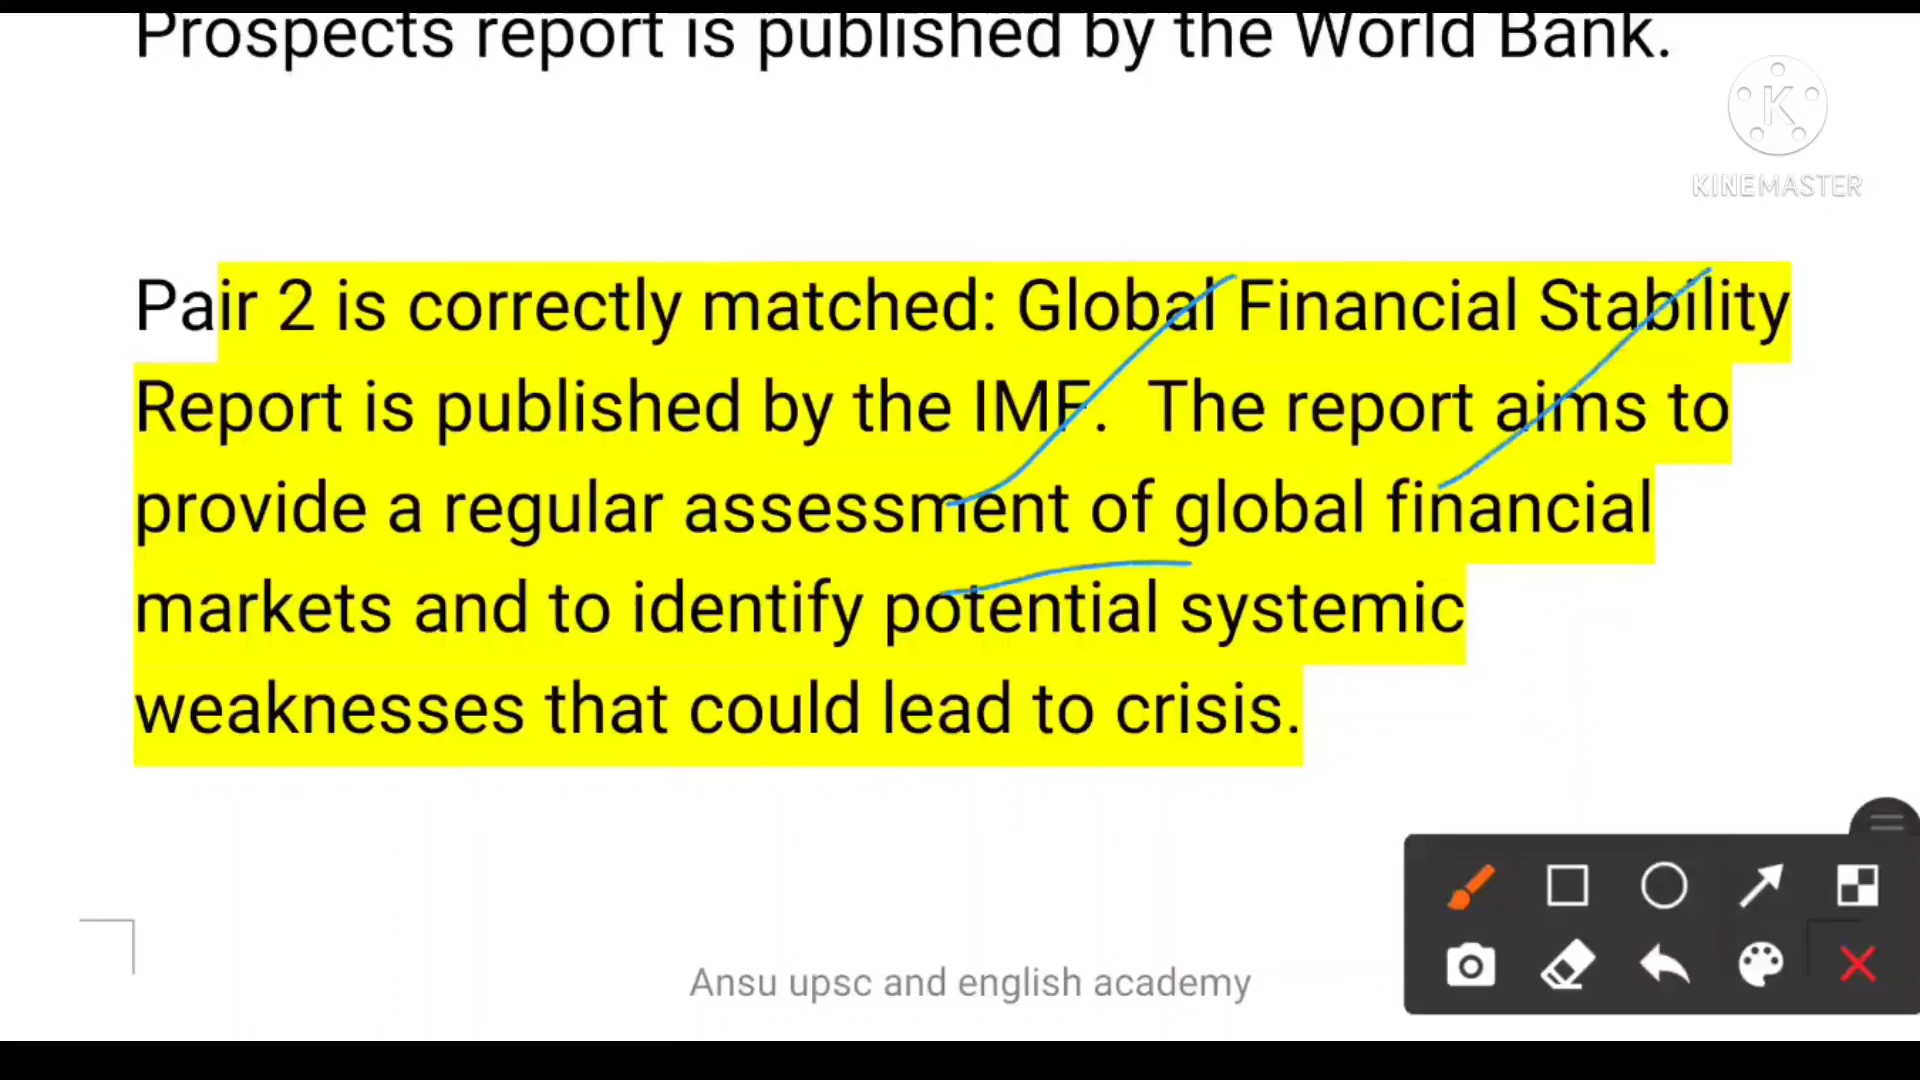 Prospects report is published by the World Bank.
KINEMASTER
Pair 2 is correctly matched: Global Financial Stability
Report is published by the IMF. The report aims to
provide a regular assessment of global financial
markets and to identify potential systemic
weaknesses that could lead to crisis.
Ansu upsc and english academy